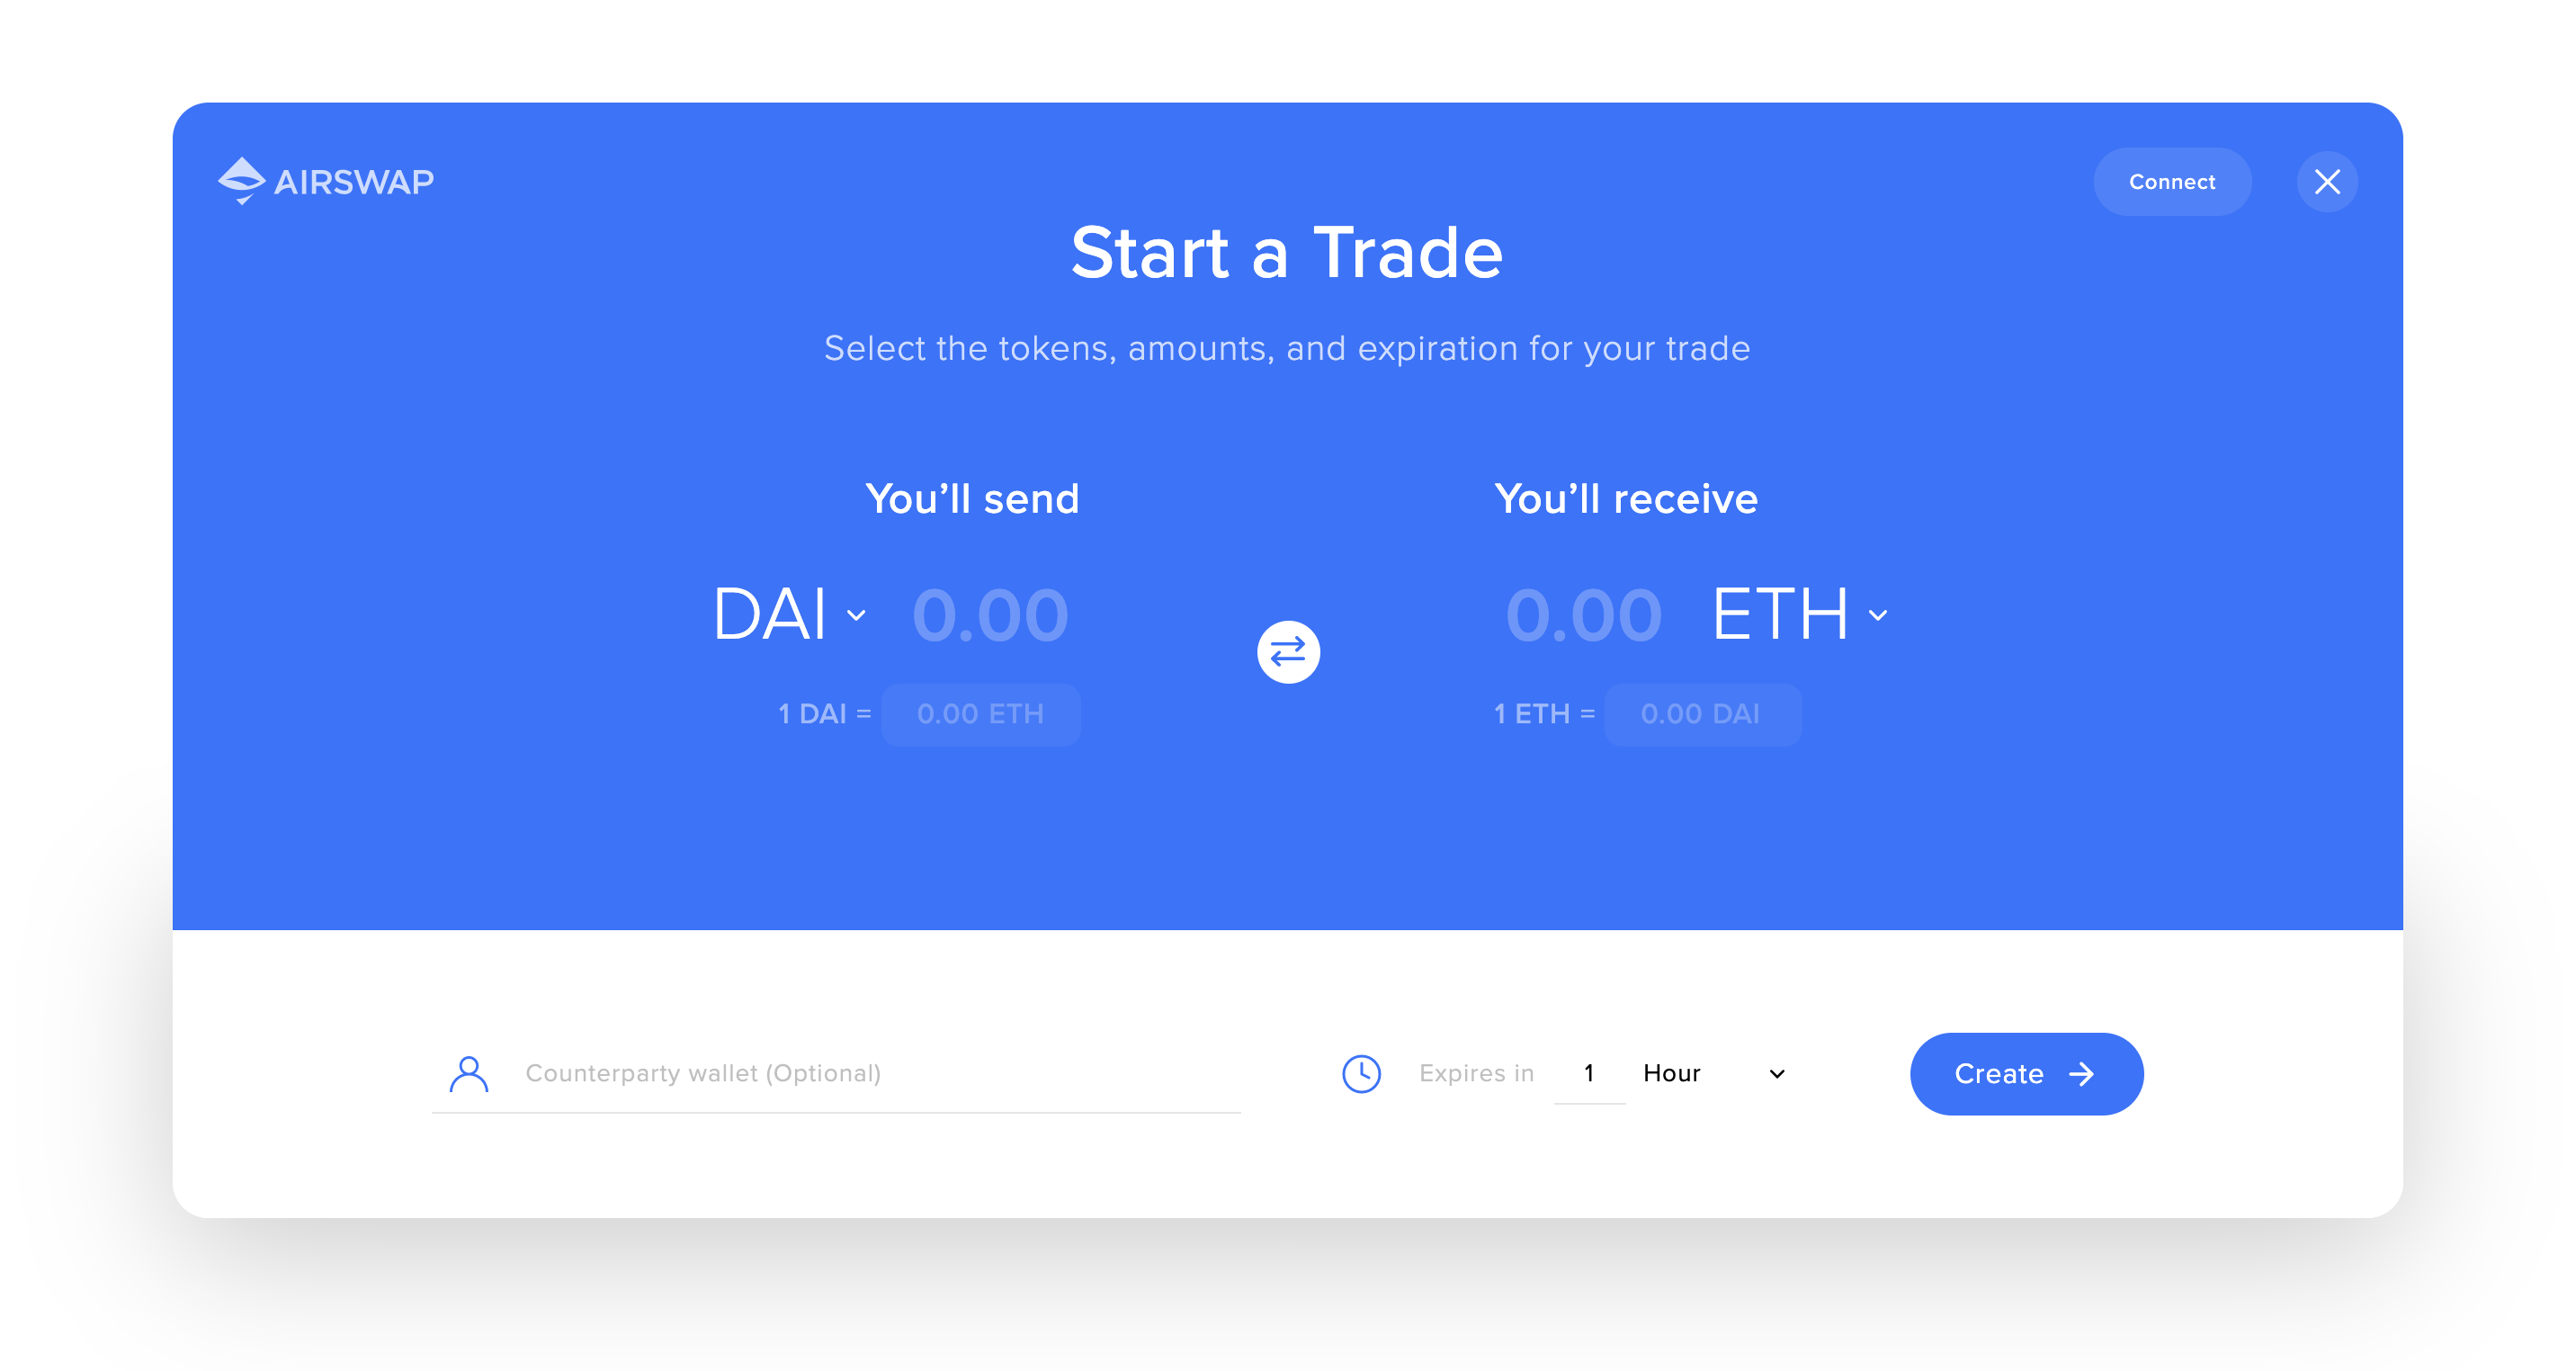 AIRSWAP
Connect
Start a Trade
Select the tokens, amounts, and expiration for your trade
You’ll send
You’ll receive
DAI 0.00
0.00 ETH
1 DAI = 0.00 ETH
1 ETH = 0.00 DAI
Counterparty wallet (Optional)
Expires in 1 Hour
Create